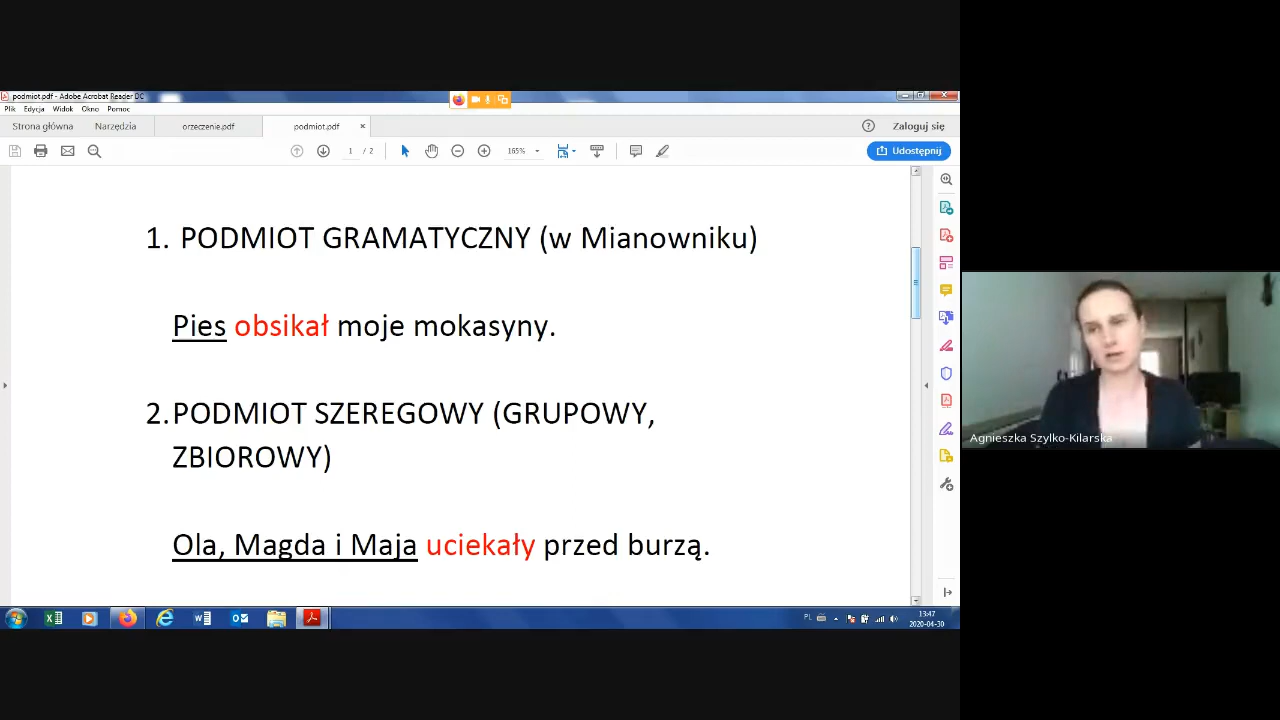 podmiot.pdf - Adobe Acrobat Reader DC
Plik Edycja Widok Okno Pomoc
Strona główna Narzędzia orzeczenie.pdf podmiot.pdf × Zaloguj się
1 / 2 165% Udostępnij
1. PODMIOT GRAMATYCZNY (w Mianowniku)
Pies obsikał moje mokasyny.
2. PODMIOT SZEREGOWY (GRUPOWY,
ZBIOROWY)
Ola, Magda i Maja uciekały przed burzą.
Agnieszka Szylko-Kilarska
PL 13:47
2020-04-30